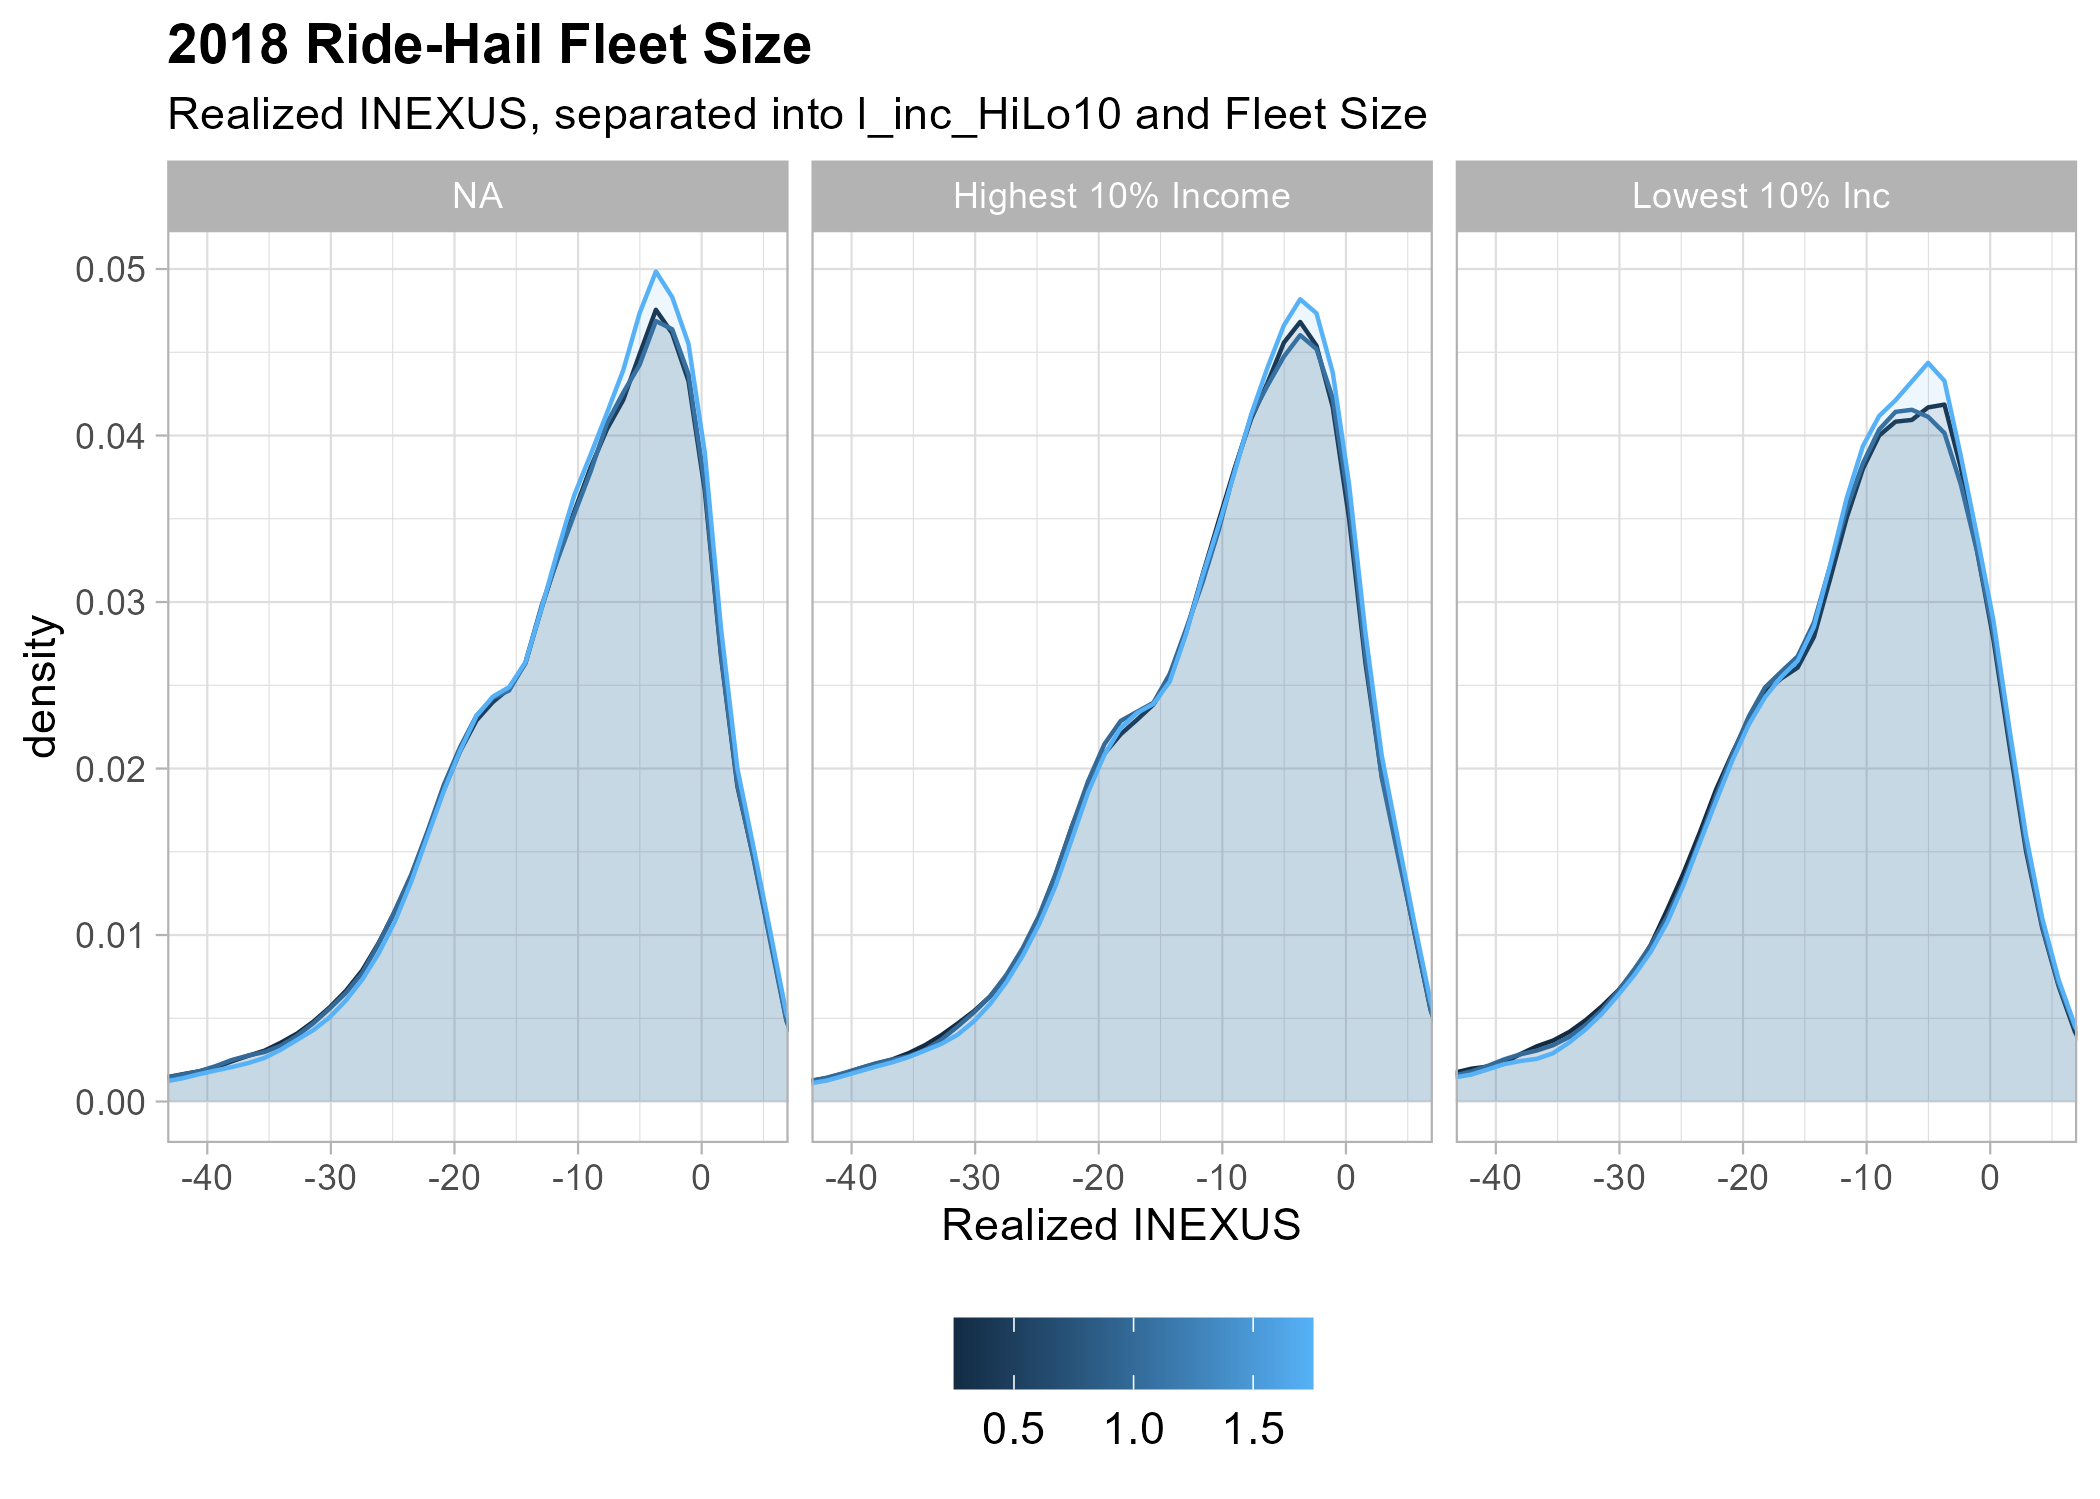 2018 Ride-Hail Fleet Size
Realized INEXUS, separated into l_inc_HiLo10 and Fleet Size
NA
Highest 10% Income
Lowest 10% Inc
0.05
0.04
0.03
0.02
0.01
0.00
density
-40 -30 -20 -10 0
-40 -30 -20 -10 0
-40 -30 -20 -10 0
Realized INEXUS
0.5 1.0 1.5